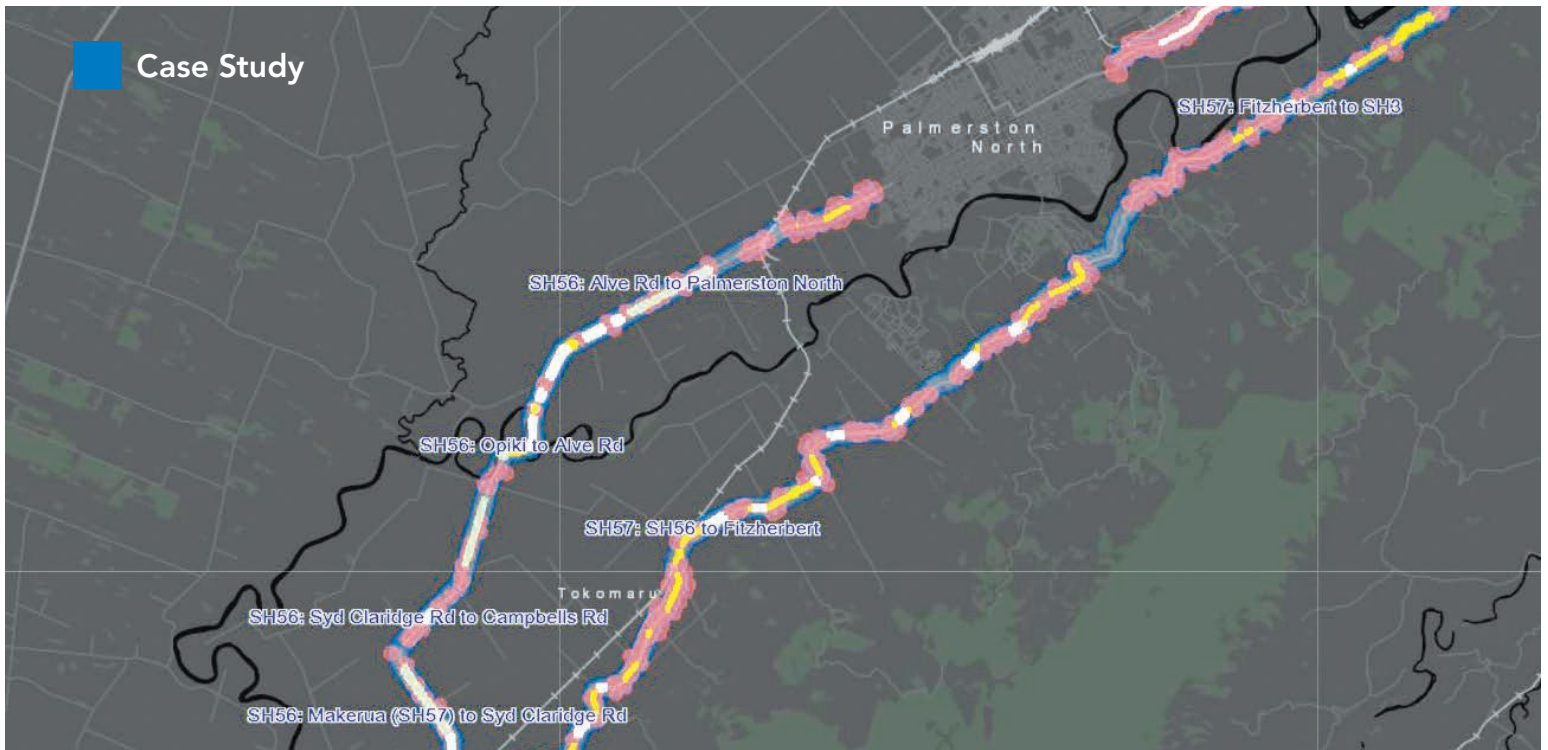 Case Study
SH57: Fitzherbert to SH3
Palmerston
North
SH56: Alve Rd to Palmerston North
SH56: Opiki to Alve Rd
SH57: SH56 to Fitzherbert
Tokomaru
SH56: Syd Claridge Rd to Campbells Rd
SH56: Makerua (SH57) to Syd Claridge Rd